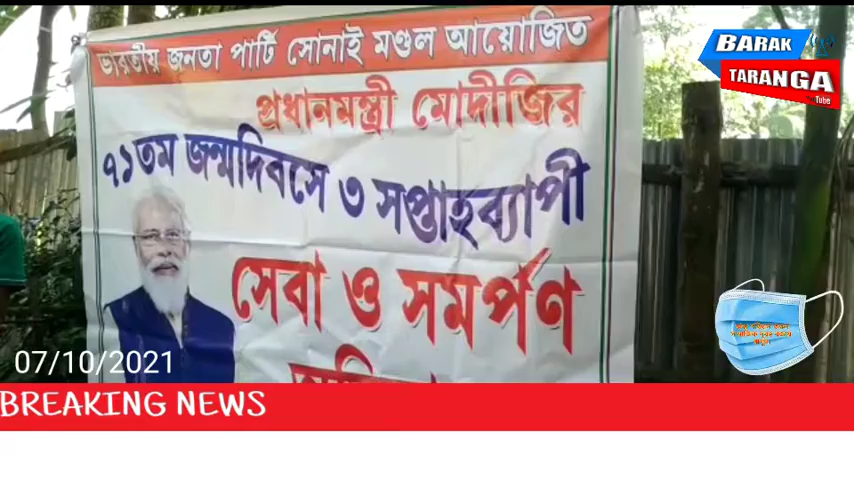 BARAK
TARANGA
YouTube
ভারতীয় জনতা পার্টি সোনাই মণ্ডল আয়োজিত
প্রধানমন্ত্রী মোদীজির
৭১তম জন্মদিবসে ৩ সপ্তাহব্যাপী
সেবা ও সমর্পণ
07/10/2021
BREAKING NEWS